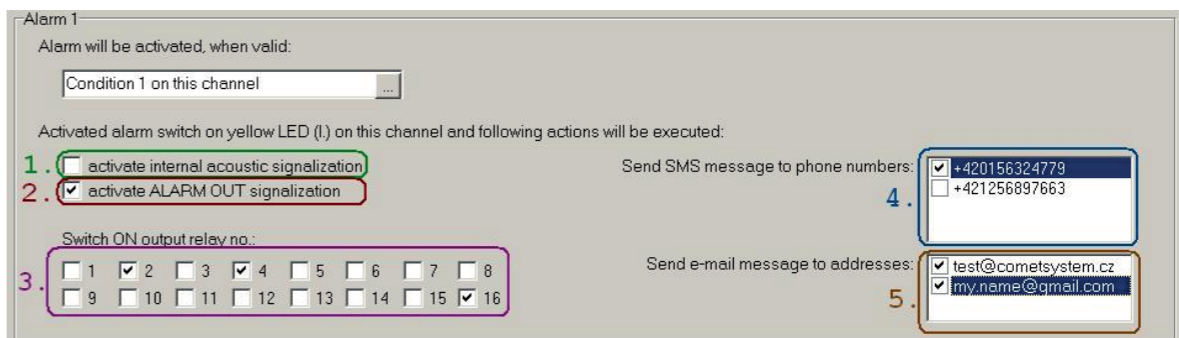 Alarm 1
Alarm will be activated, when valid:
Condition 1 on this channel ...
Activated alarm switch on yellow LED (l.) on this channel and following actions will be executed:
1. activate internal acoustic signalization
2. activate ALARM OUT signalization
Switch ON output relay no.:
3. 1 2 3 4 5 6 7 8
9 10 11 12 13 14 15 16
Send SMS message to phone numbers:
4. +420156324779
+421256897663
Send e-mail message to addresses:
5. test@cometsystem.cz
my.name@gmail.com